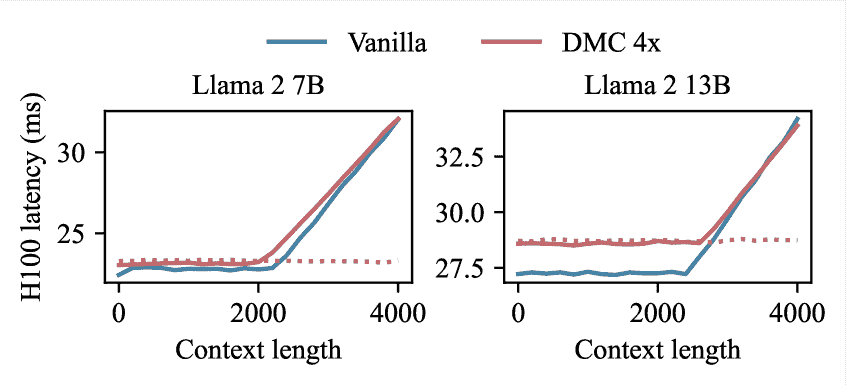 Vanilla DMC 4x
Llama 2 7B Llama 2 13B
H100 latency (ms)
30
25
32.5
30.0
27.5
0 2000 4000 0 2000 4000
Context length Context length